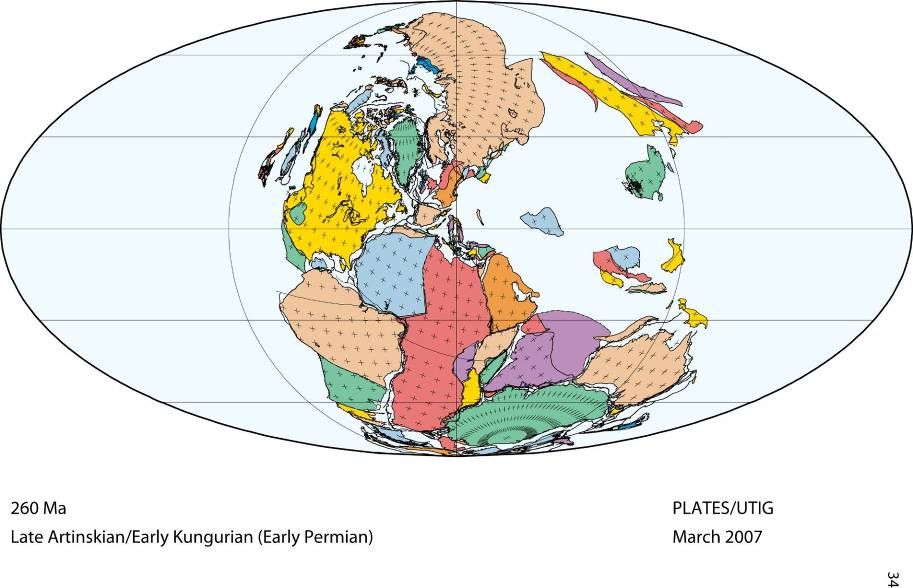 260 Ma
Late Artinskian/Early Kungurian (Early Permian)
PLATES/UTIG
March 2007
34